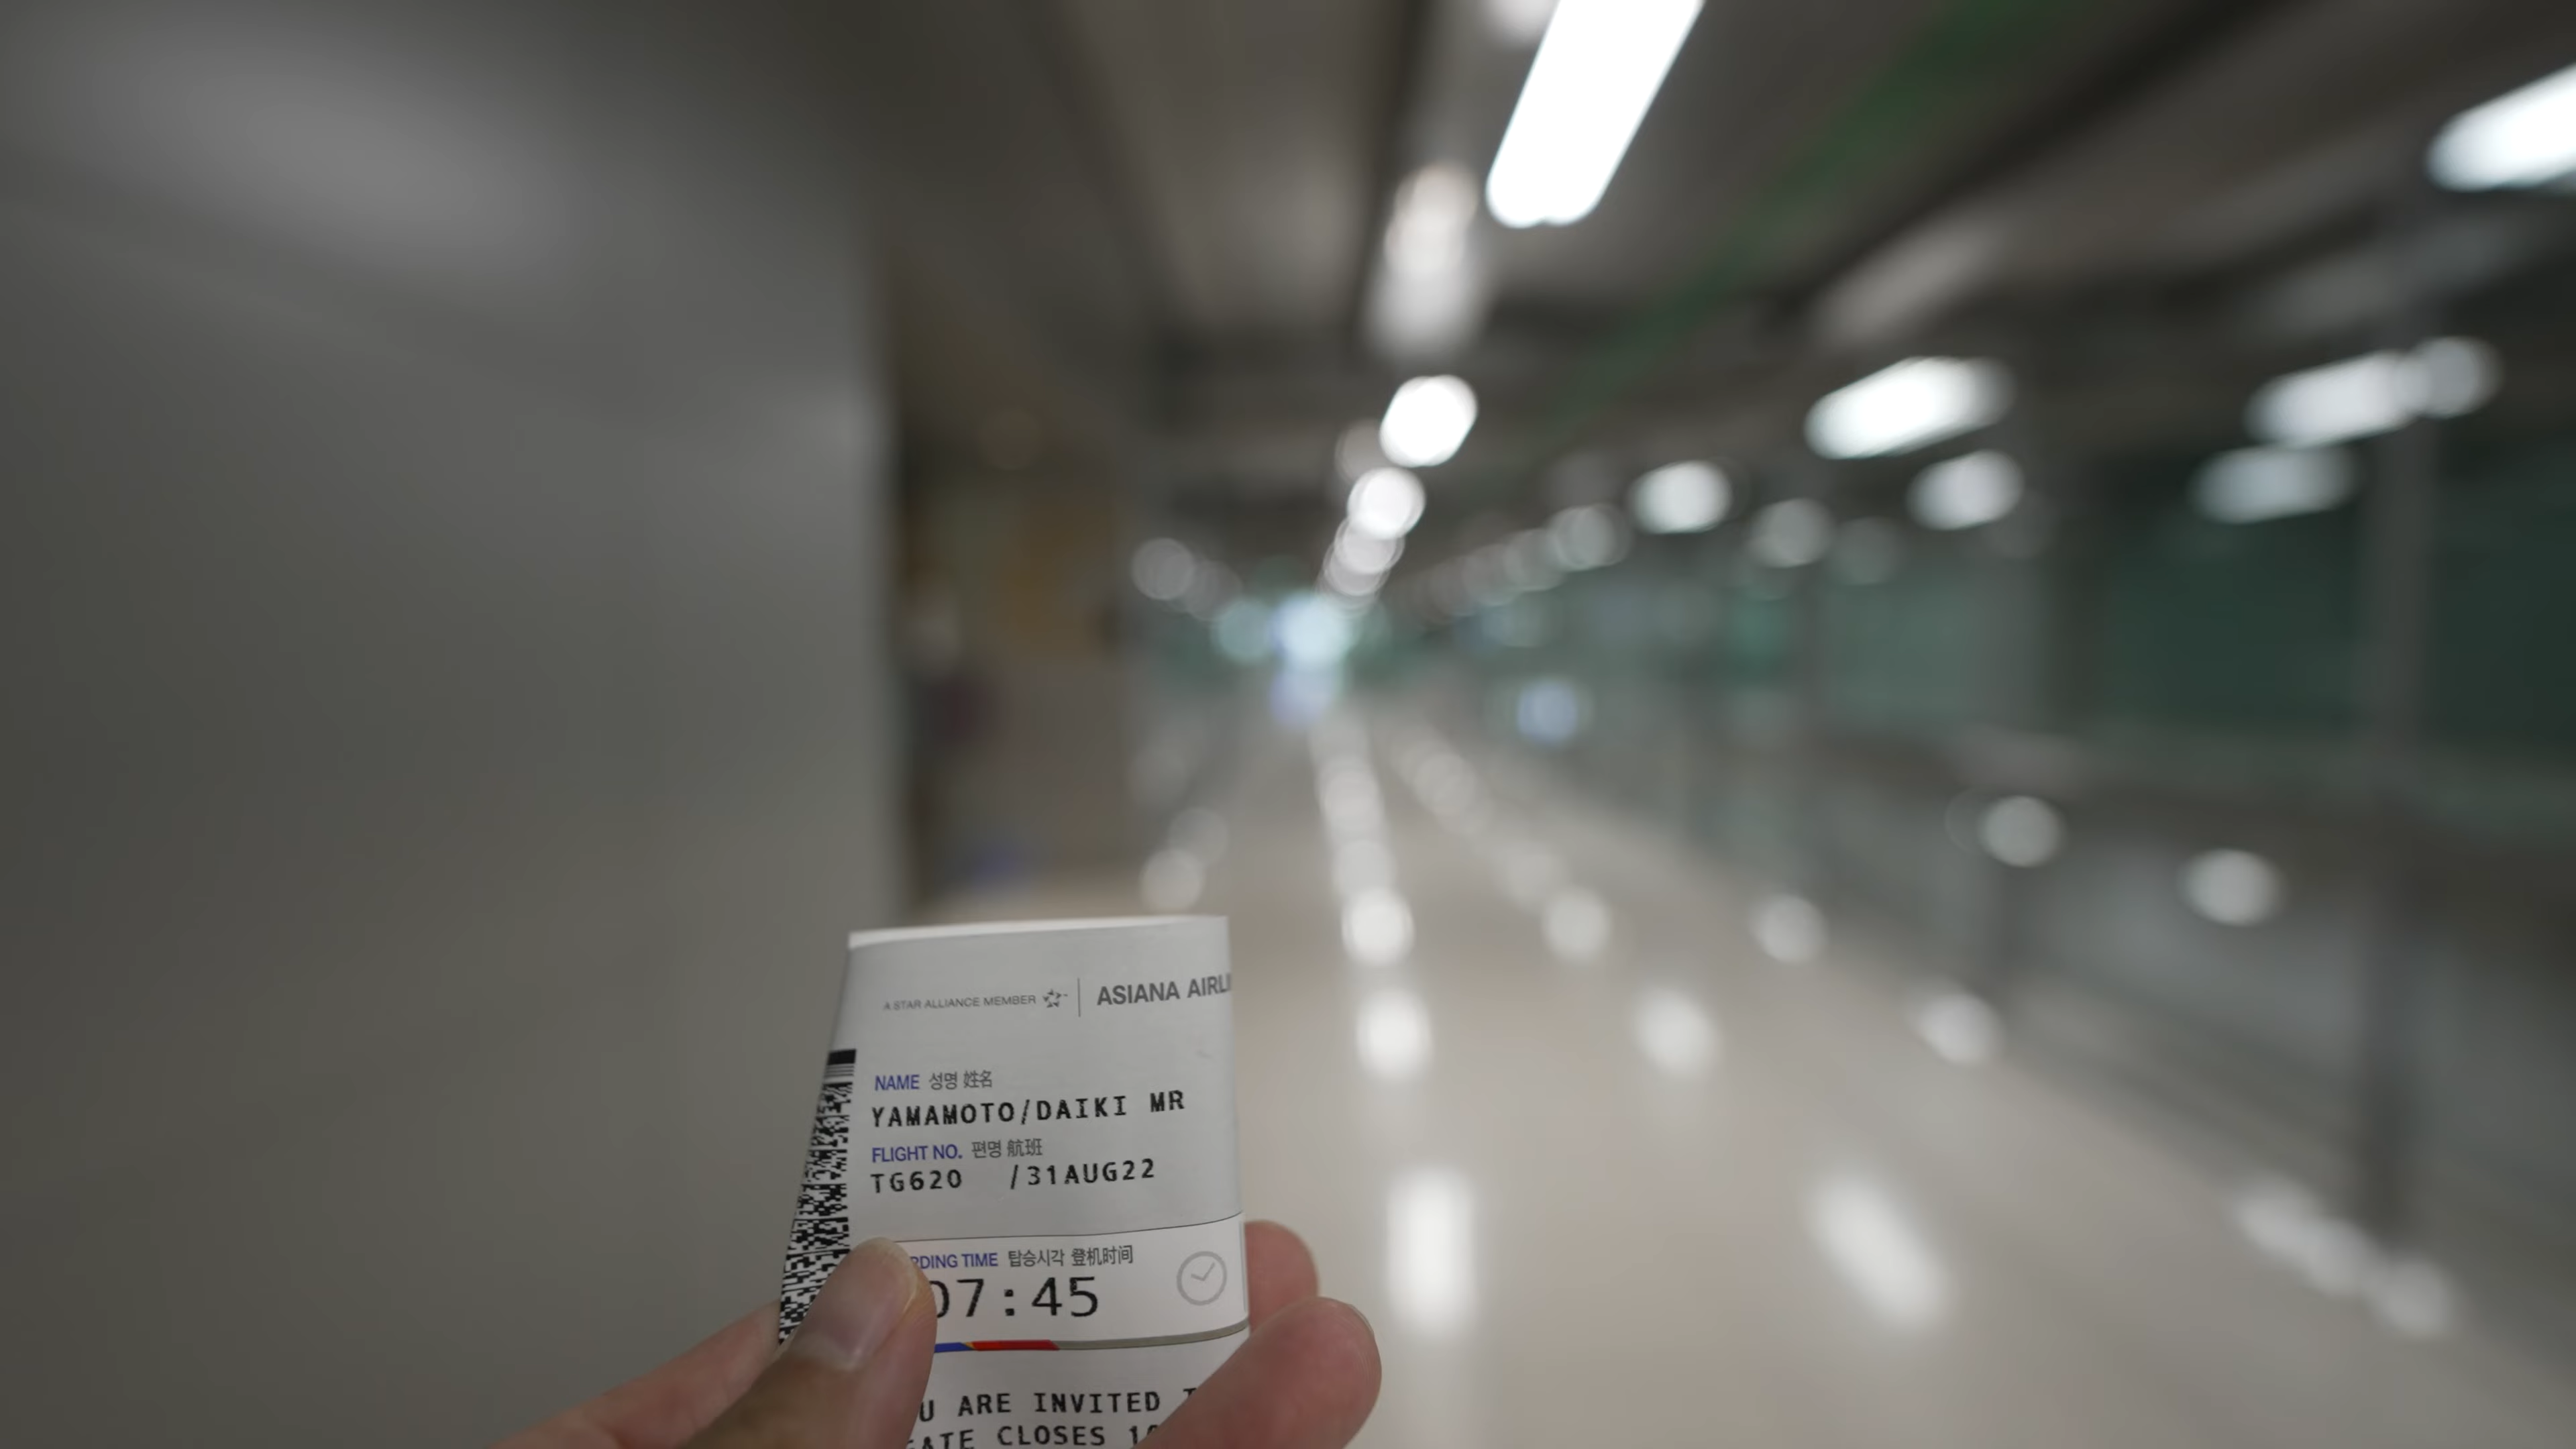 A STAR ALLIANCE MEMBER ASIANA AIRLI
NAME 성명 姓名
YAMAMOTO/DAIKI MR
FLIGHT NO. 편명 航班
TG620 /31AUG22
RDING TIME 탑승시각 登机时间
07:45
U ARE INVITED
ATE CLOSES